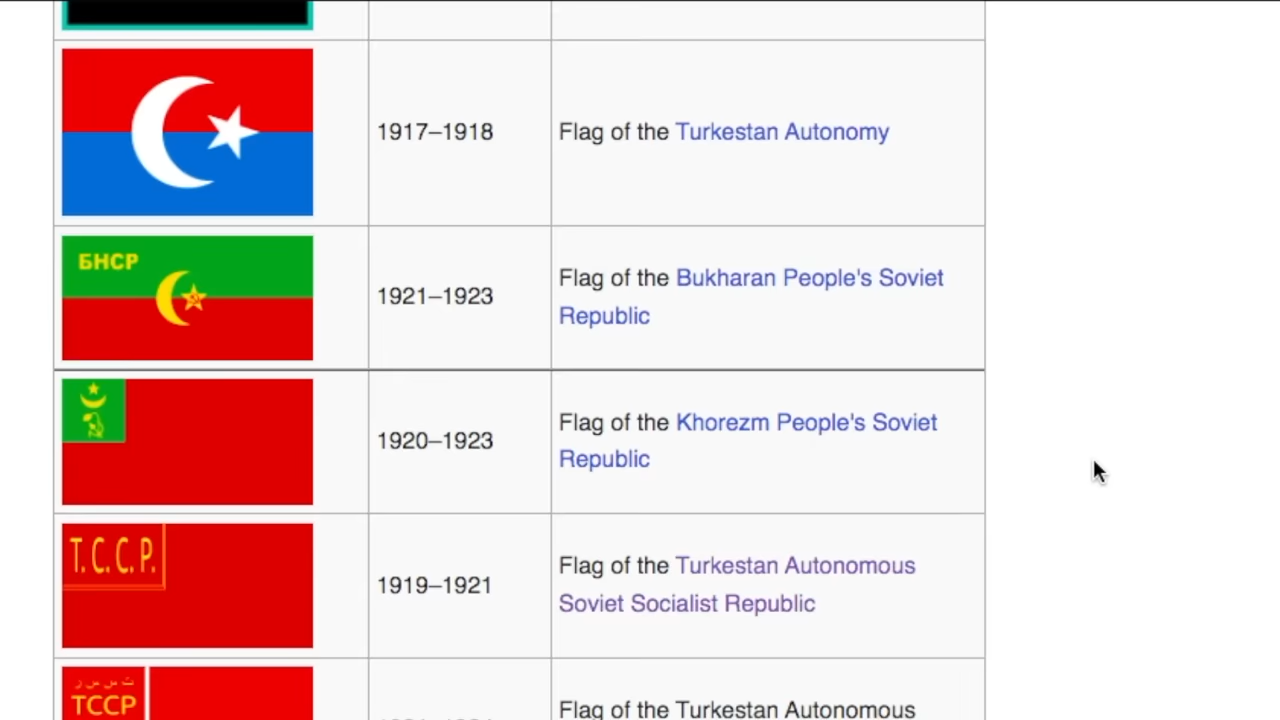 1917–1918
Flag of the Turkestan Autonomy
БНСР
1921–1923
Flag of the Bukharan People's Soviet
Republic
1920–1923
Flag of the Khorezm People's Soviet
Republic
Т.С.С.Р.
1919–1921
Flag of the Turkestan Autonomous
Soviet Socialist Republic
ت س س ر
ТССР
Flag of the Turkestan Autonomous